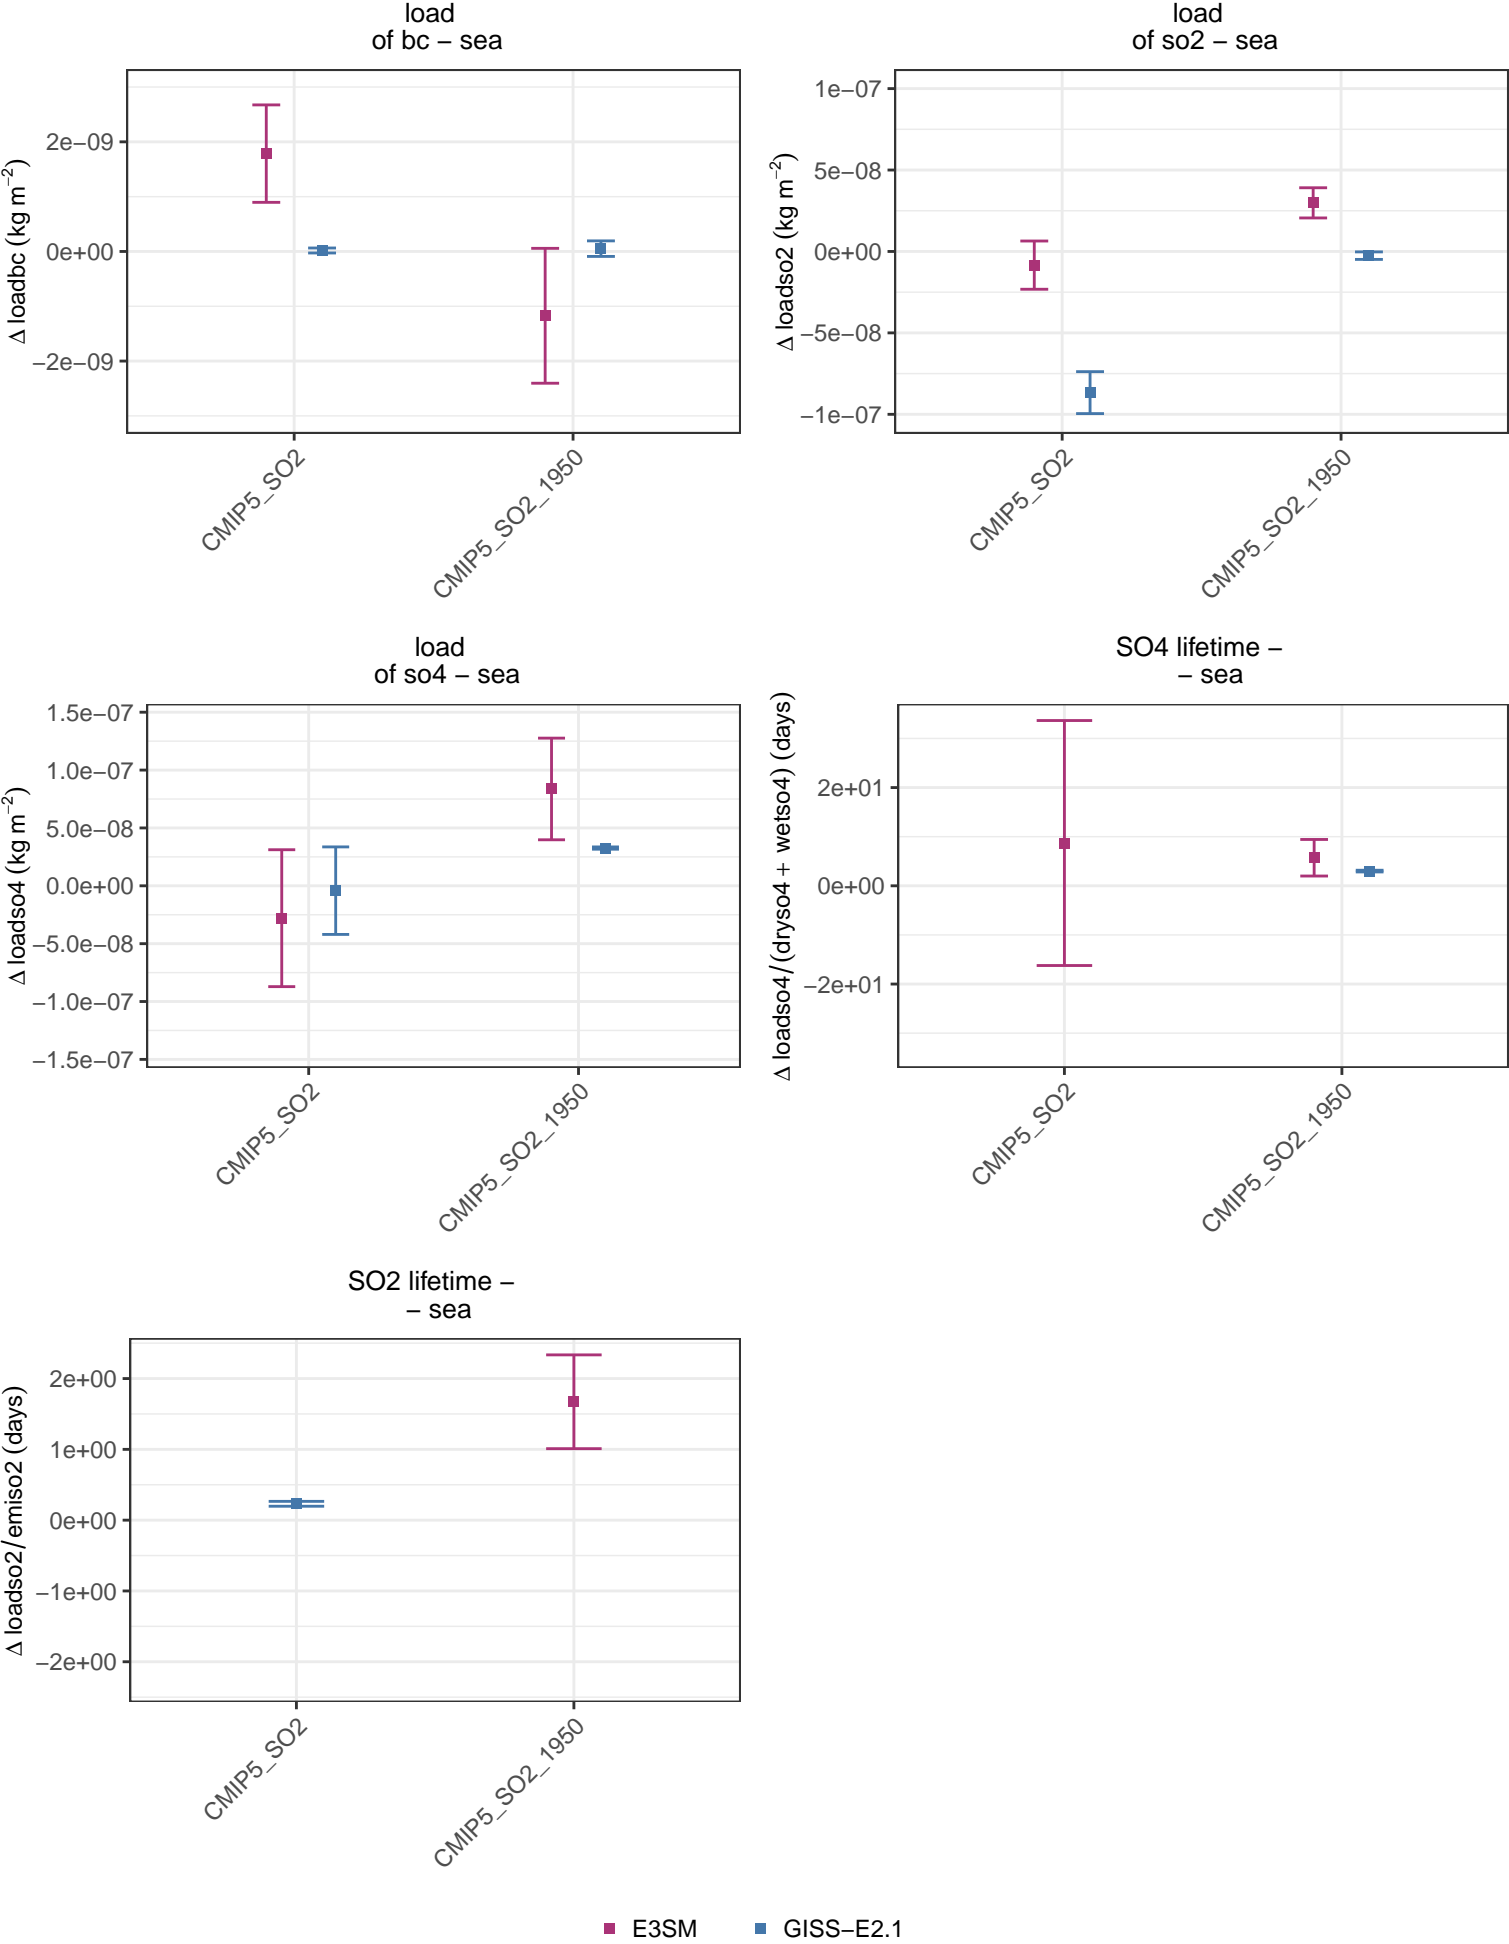 load
of bc – sea
Δ loadbc (kg m⁻²)
2e−09
0e+00
−2e−09
CMIP5_SO2
CMIP5_SO2_1950
load
of so2 – sea
Δ loadso2 (kg m⁻²)
1e−07
5e−08
0e+00
−5e−08
−1e−07
CMIP5_SO2
CMIP5_SO2_1950
load
of so4 – sea
Δ loadso4 (kg m⁻²)
1.5e−07
1.0e−07
5.0e−08
0.0e+00
−5.0e−08
−1.0e−07
−1.5e−07
CMIP5_SO2
CMIP5_SO2_1950
SO4 lifetime –
– sea
Δ loadso4/(dryso4 + wetso4) (days)
2e+01
0e+00
−2e+01
CMIP5_SO2
CMIP5_SO2_1950
SO2 lifetime –
– sea
Δ loadso2/emiso2 (days)
2e+00
1e+00
0e+00
−1e+00
−2e+00
CMIP5_SO2
CMIP5_SO2_1950
E3SM
GISS−E2.1